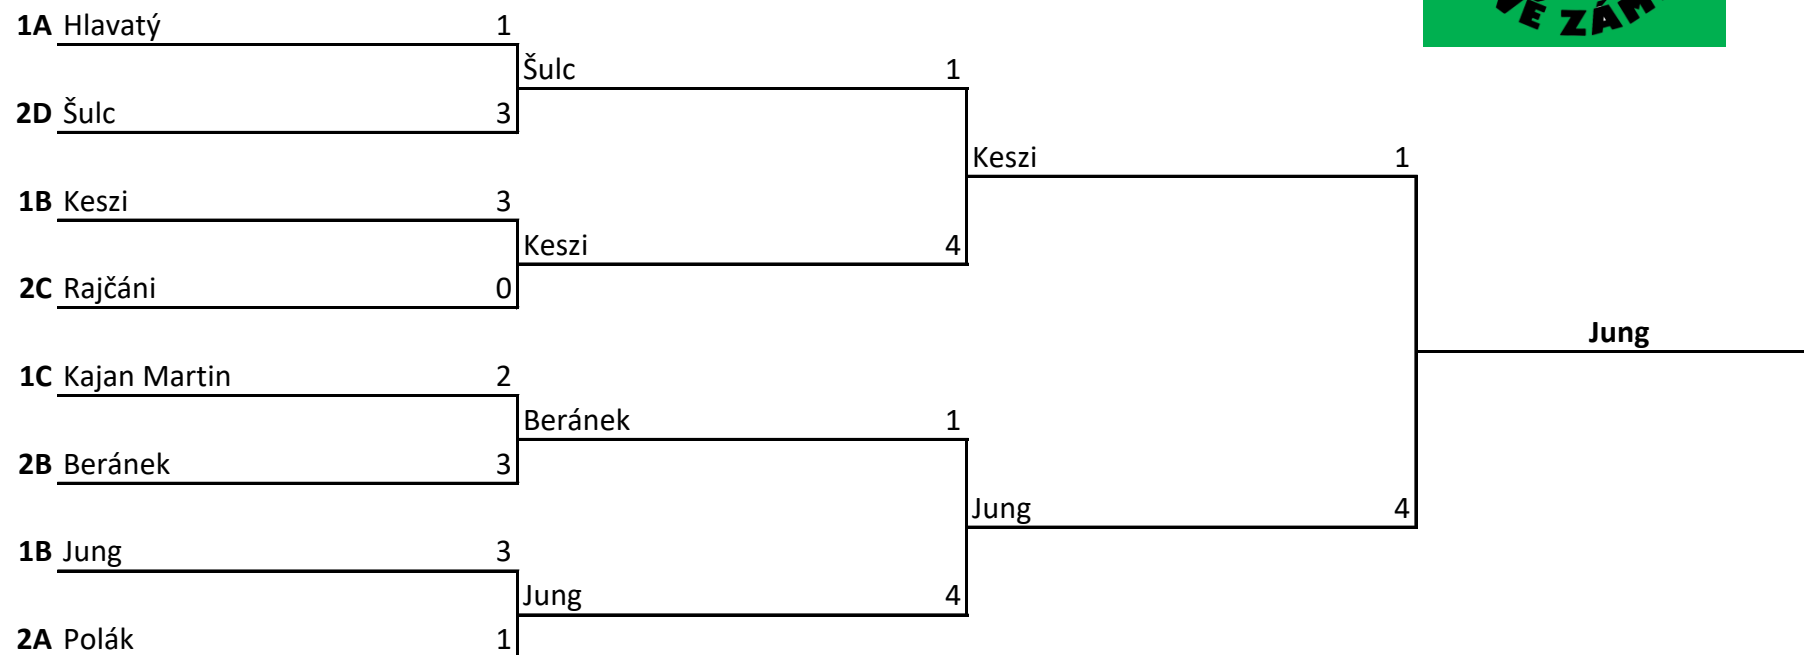 1A Hlavatý 1
Šulc 1
2D Šulc 3
Keszi 1
1B Keszi 3
Keszi 4
2C Rajčáni 0
Jung
1C Kajan Martin 2
Beránek 1
2B Beránek 3
Jung 4
1B Jung 3
Jung 4
2A Polák 1
VÉ ZÁM